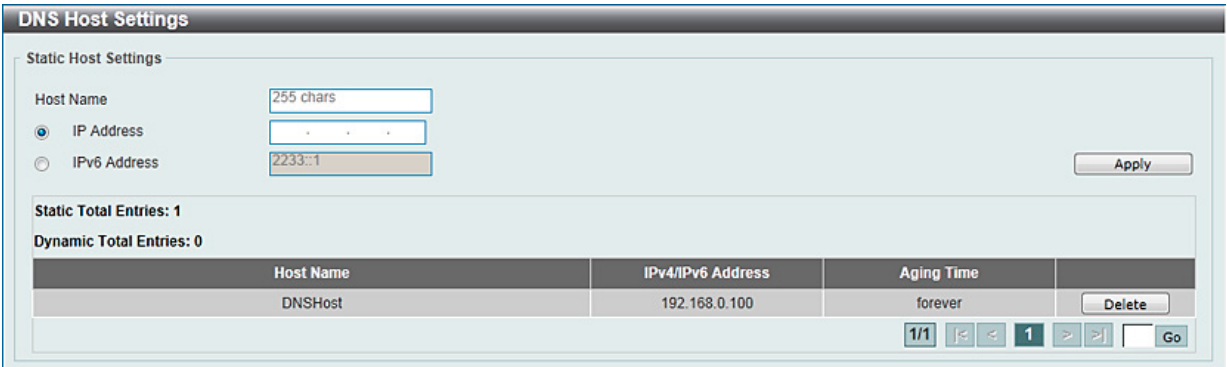 DNS Host Settings
Static Host Settings
Host Name 255 chars
IP Address . . .
IPv6 Address 2233::1 Apply
Static Total Entries: 1
Dynamic Total Entries: 0
Host Name IPv4/IPv6 Address Aging Time
DNSHost 192.168.0.100 forever Delete
1/1 |< < 1 > >| Go